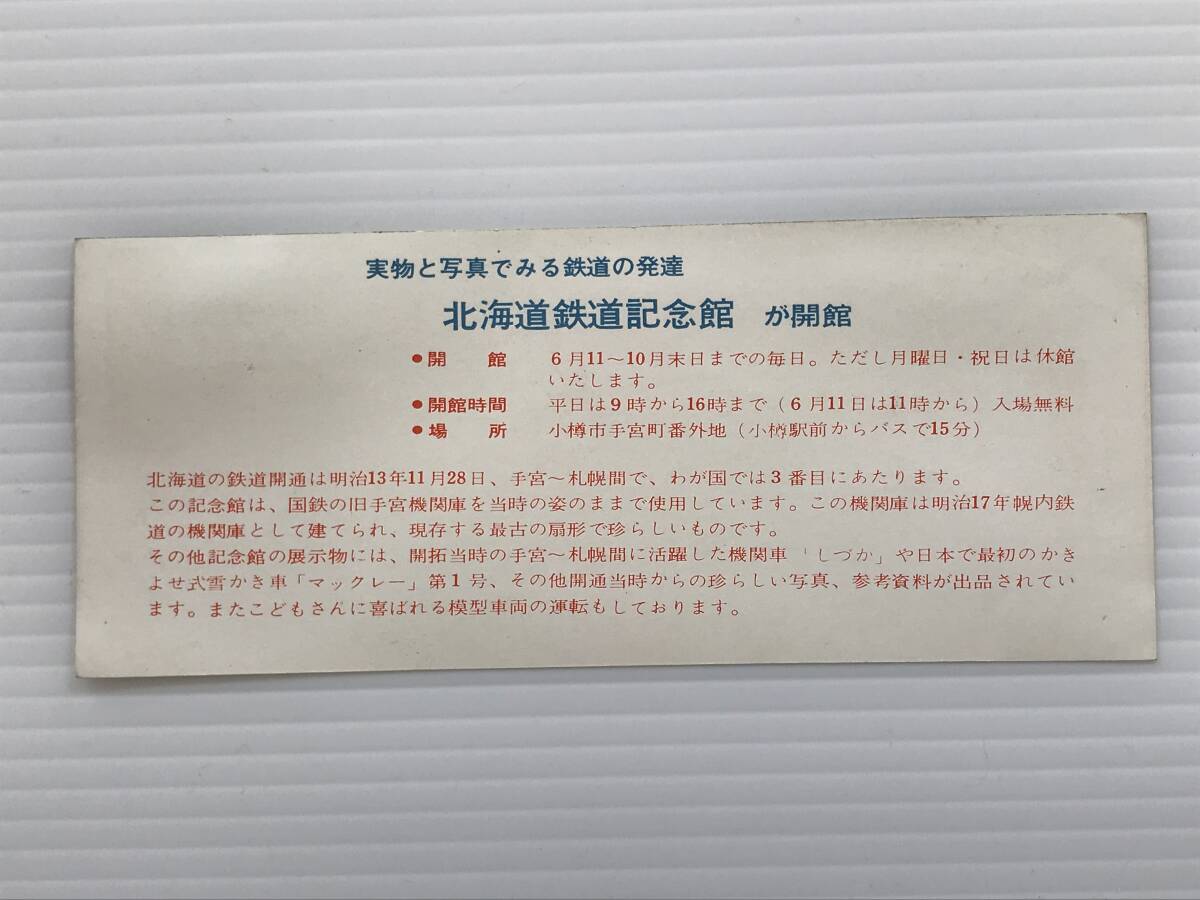 実物と写真でみる鉄道の発達
北海道鉄道記念館 が開館
●開　館　6月11〜10月末日までの毎日。ただし月曜日・祝日は休館
いたします。
●開館時間　平日は9時から16時まで（6月11日は11時から）入場無料
●場　所　小樽市手宮町番外地（小樽駅前からバスで15分）
北海道の鉄道開通は明治13年11月28日、手宮〜札幌間で、わが国では3番目にあたります。
この記念館は、国鉄の旧手宮機関庫を当時の姿のままで使用しています。この機関庫は明治17年幌内鉄
道の機関庫として建てられ、現存する最古の扇形で珍らしいものです。
その他記念館の展示物には、開拓当時の手宮〜札幌間に活躍した機関車「しづか」や日本で最初のかき
よせ式雪かき車「マックレー」第1号、その他開通当時からの珍らしい写真、参考資料が出品されてい
ます。またこどもさんに喜ばれる模型車両の運転もしております。